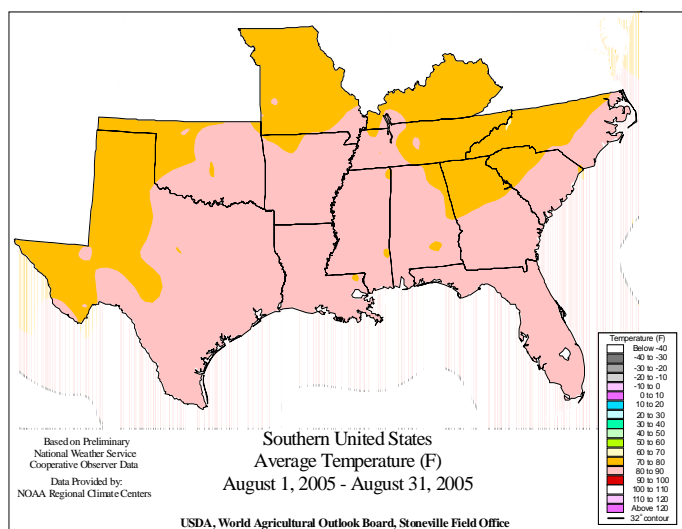 Temperature (F)
Below -40
-40 to -30
-30 to -20
-20 to -10
-10 to 0
0 to 10
10 to 20
20 to 30
30 to 40
40 to 50
50 to 60
60 to 70
70 to 80
80 to 90
90 to 100
100 to 110
110 to 120
Above 120
32° contour
Based on Preliminary
National Weather Service
Cooperative Observer Data
Data Provided by:
NOAA Regional Climate Centers
Southern United States
Average Temperature (F)
August 1, 2005 - August 31, 2005
USDA, World Agricultural Outlook Board, Stoneville Field Office